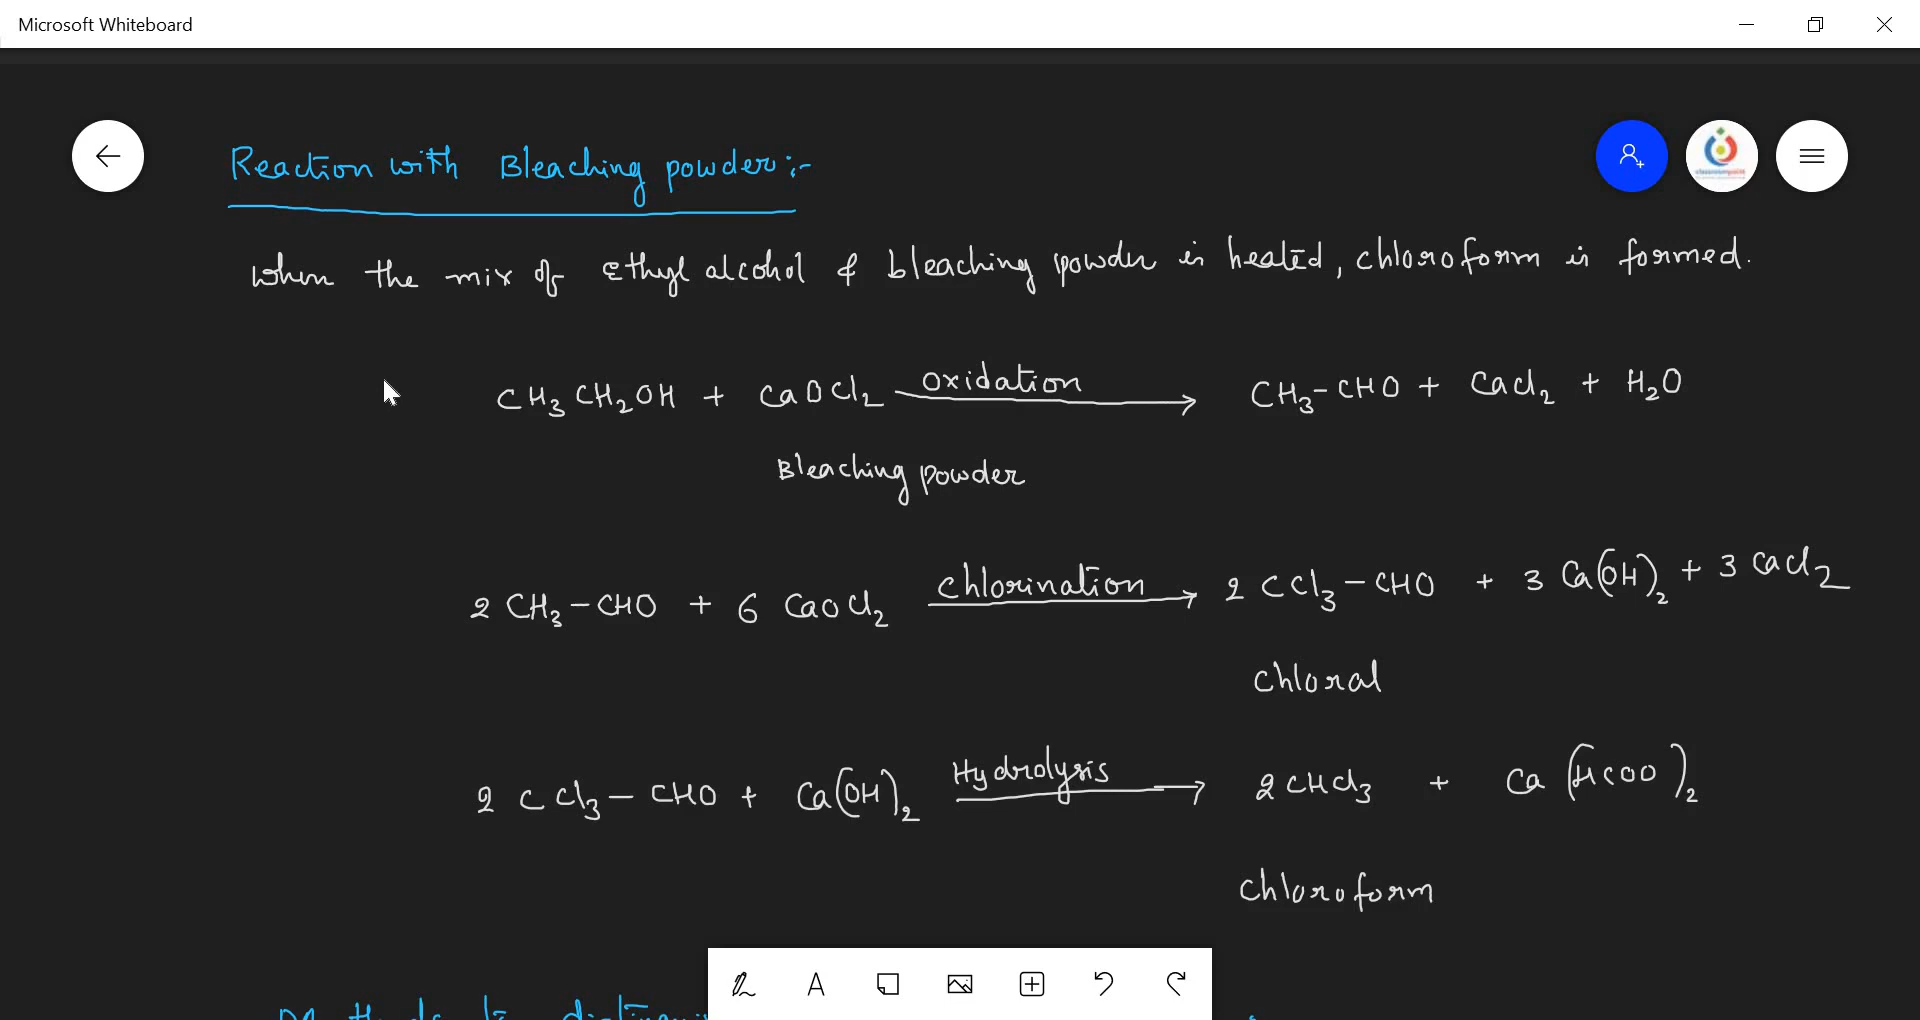 Microsoft Whiteboard
Reaction with Bleaching powder :-
When the mix of Ethyl alcohol & bleaching powder is heated, chloroform is formed.
CH3CH2OH + CaOCl2 oxidation → CH3-CHO + CaCl2 + H2O
Bleaching powder
2 CH3-CHO + 6 CaOCl2 chlorination → 2 CCl3-CHO + 3 Ca(OH)2 + 3 CaCl2
chloral
2 CCl3-CHO + Ca(OH)2 Hydrolysis → 2CHCl3 + Ca(HCOO)2
chloroform